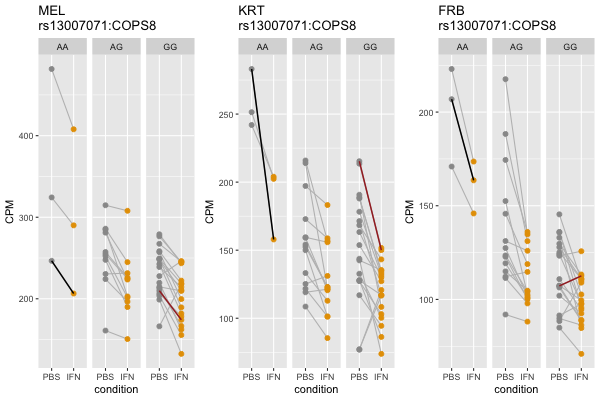 MEL
rs13007071:COPS8
AA AG GG
400
300
200
CPM
PBS IFN PBS IFN PBS IFN
condition
KRT
rs13007071:COPS8
AA AG GG
250
200
150
100
CPM
PBS IFN PBS IFN PBS IFN
condition
FRB
rs13007071:COPS8
AA AG GG
200
150
100
CPM
PBS IFN PBS IFN PBS IFN
condition